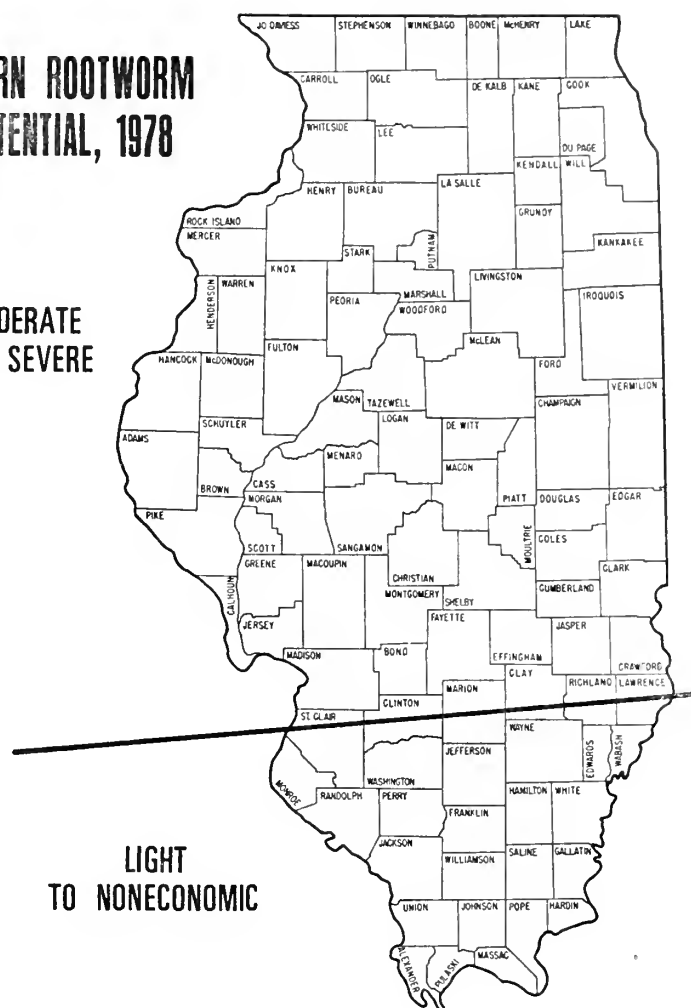 RN ROOTWORM
TENTIAL, 1978
DERATE
SEVERE
LIGHT
TO NONECONOMIC
JO DAVIESS STEPHENSON WINNEBAGO BOONE McHENRY LAKE
CARROLL OGLE DE KALB KANE COOK
WHITESIDE LEE DU PAGE
KENDALL WILL
HENRY BUREAU LA SALLE
ROCK ISLAND GRUNDY
MERCER PUTNAM KANKAKEE
STARK
KNOX LIVINGSTON
HENDERSON WARREN PEORIA MARSHALL IROQUOIS
WOODFORD
FULTON McLEAN
HANCOCK McDONOUGH FORD
VERMILION
MASON TAZEWELL CHAMPAIGN
SCHUYLER LOGAN DE WITT
ADAMS
MENARD MACON
BROWN CASS
MORGAN PIATT DOUGLAS EDGAR
PIKE
MOULTRIE COLES
SCOTT SANGAMON
GREENE MACOUPIN CLARK
CALHOUN CHRISTIAN CUMBERLAND
MONTGOMERY SHELBY
JERSEY FAYETTE JASPER
MADISON BOND EFFINGHAM CRAWFORD
CLAY
MARION RICHLAND LAWRENCE
CLINTON
ST. CLAIR WAYNE
JEFFERSON EDWARDS WABASH
WASHINGTON
MONROE RANDOLPH PERRY HAMILTON WHITE
FRANKLIN
JACKSON
WILLIAMSON SALINE GALLATIN
UNION JOHNSON POPE HARDIN
ALEXANDER PULASKI MASSAC